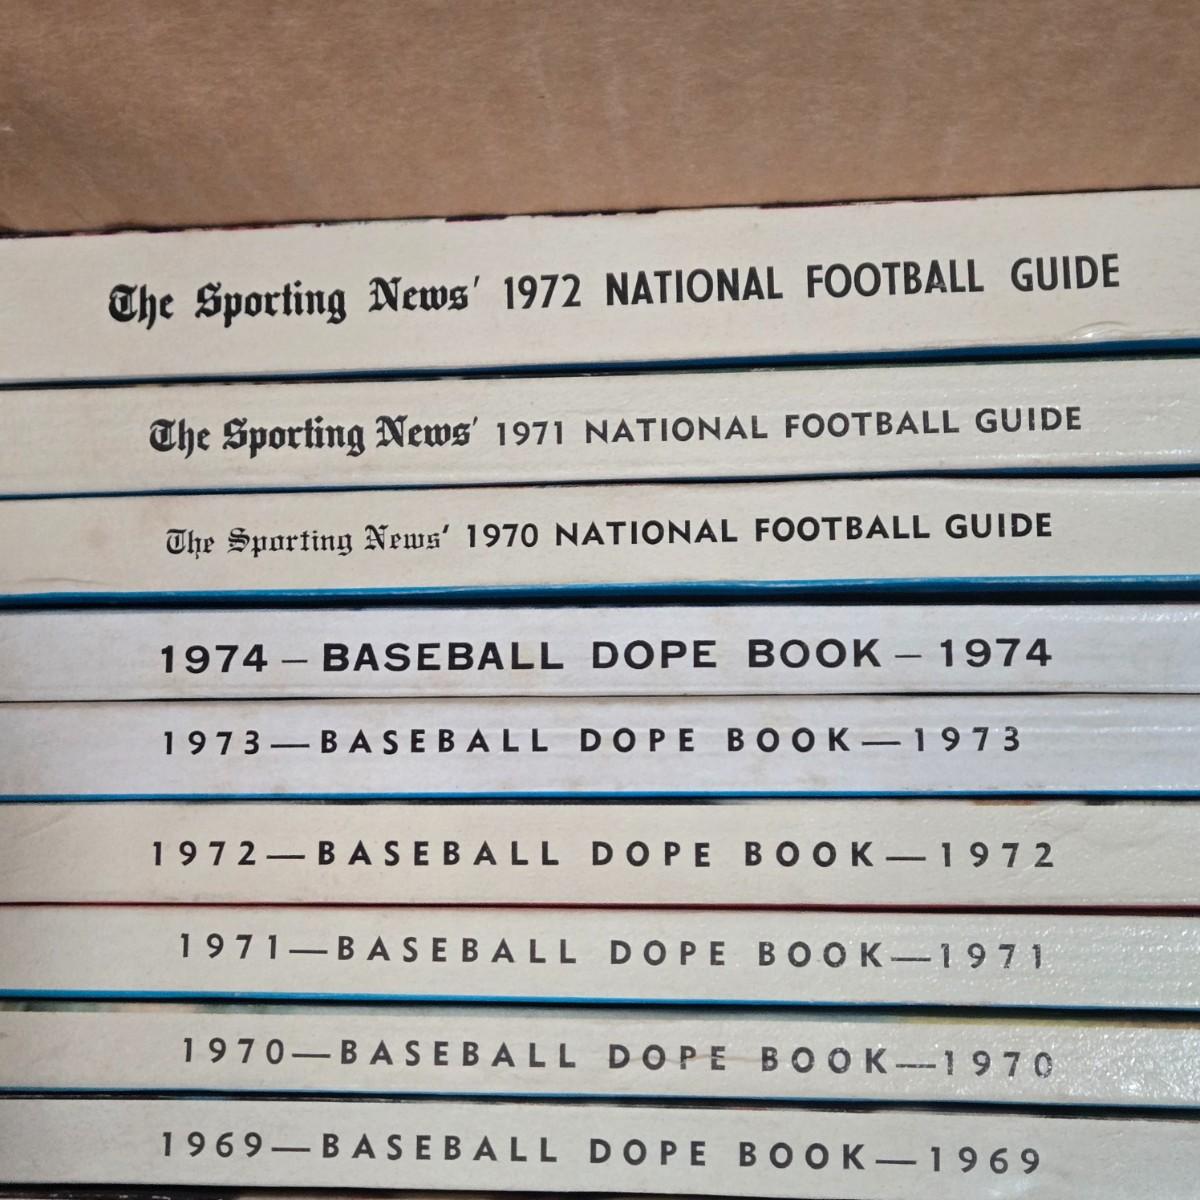 The Sporting News' 1972 NATIONAL FOOTBALL GUIDE
The Sporting News' 1971 NATIONAL FOOTBALL GUIDE
The Sporting News' 1970 NATIONAL FOOTBALL GUIDE
1974 – BASEBALL DOPE BOOK – 1974
1973—BASEBALL DOPE BOOK—1973
1972—BASEBALL DOPE BOOK—1972
1971—BASEBALL DOPE BOOK—1971
1970—BASEBALL DOPE BOOK—1970
1969—BASEBALL DOPE BOOK—1969